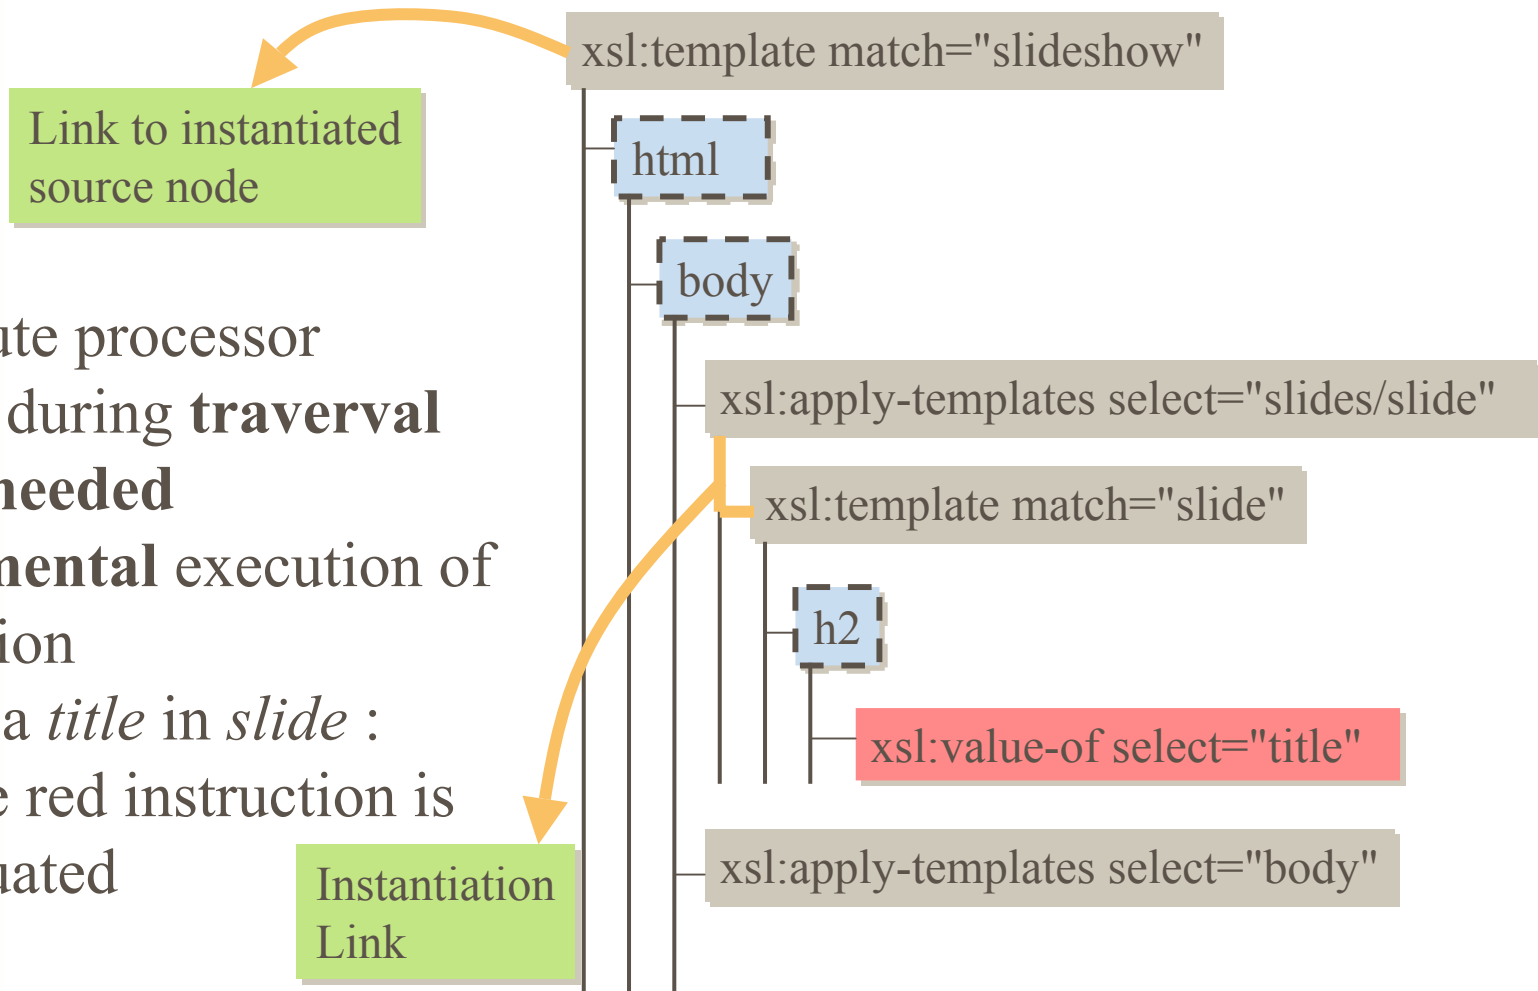 xsl:template match="slideshow"
Link to instantiated
source node
html
body
ute processor
during traverval
needed
mental execution of
ion
a title in slide :
e red instruction is
uated
xsl:apply-templates select="slides/slide"
xsl:template match="slide"
h2
xsl:value-of select="title"
xsl:apply-templates select="body"
Instantiation
Link